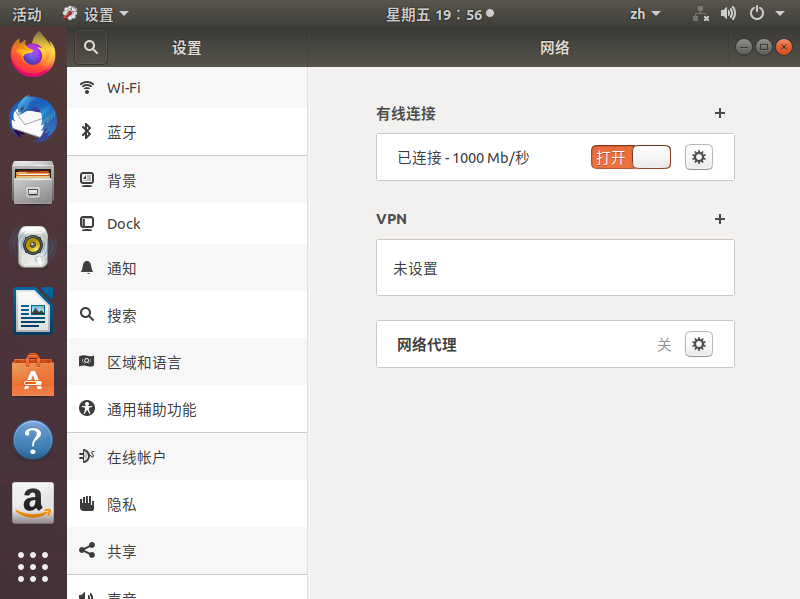 活动
设置
星期五 19：56
zh
设置
网络
Wi-Fi
蓝牙
背景
Dock
通知
搜索
区域和语言
通用辅助功能
在线帐户
隐私
共享
声音
有线连接
已连接 - 1000 Mb/秒
打开
VPN
未设置
网络代理
关